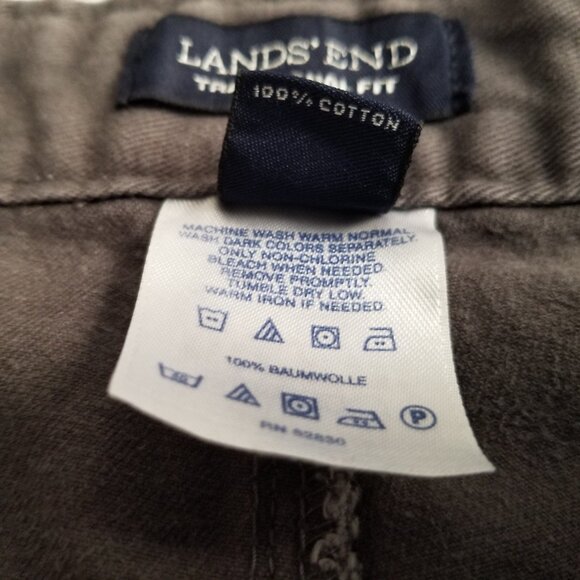 LANDS' END
FIT
100% COTTON
MACHINE WASH WARM NORMAL.
WASH DARK COLORS SEPARATELY.
ONLY NON-CHLORINE
BLEACH WHEN NEEDED.
REMOVE PROMPTLY.
TUMBLE DRY LOW.
WARM IRON IF NEEDED.
100% BAUMWOLLE
P
RN